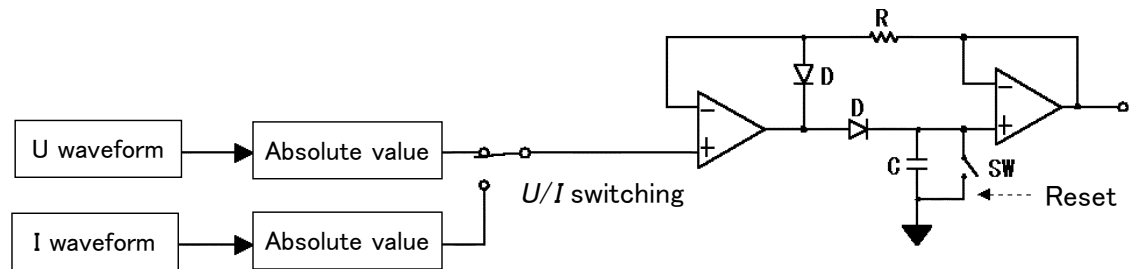 R
D
D
U waveform
Absolute value
U/I switching
C
SW
Reset
I waveform
Absolute value
−
+
−
+